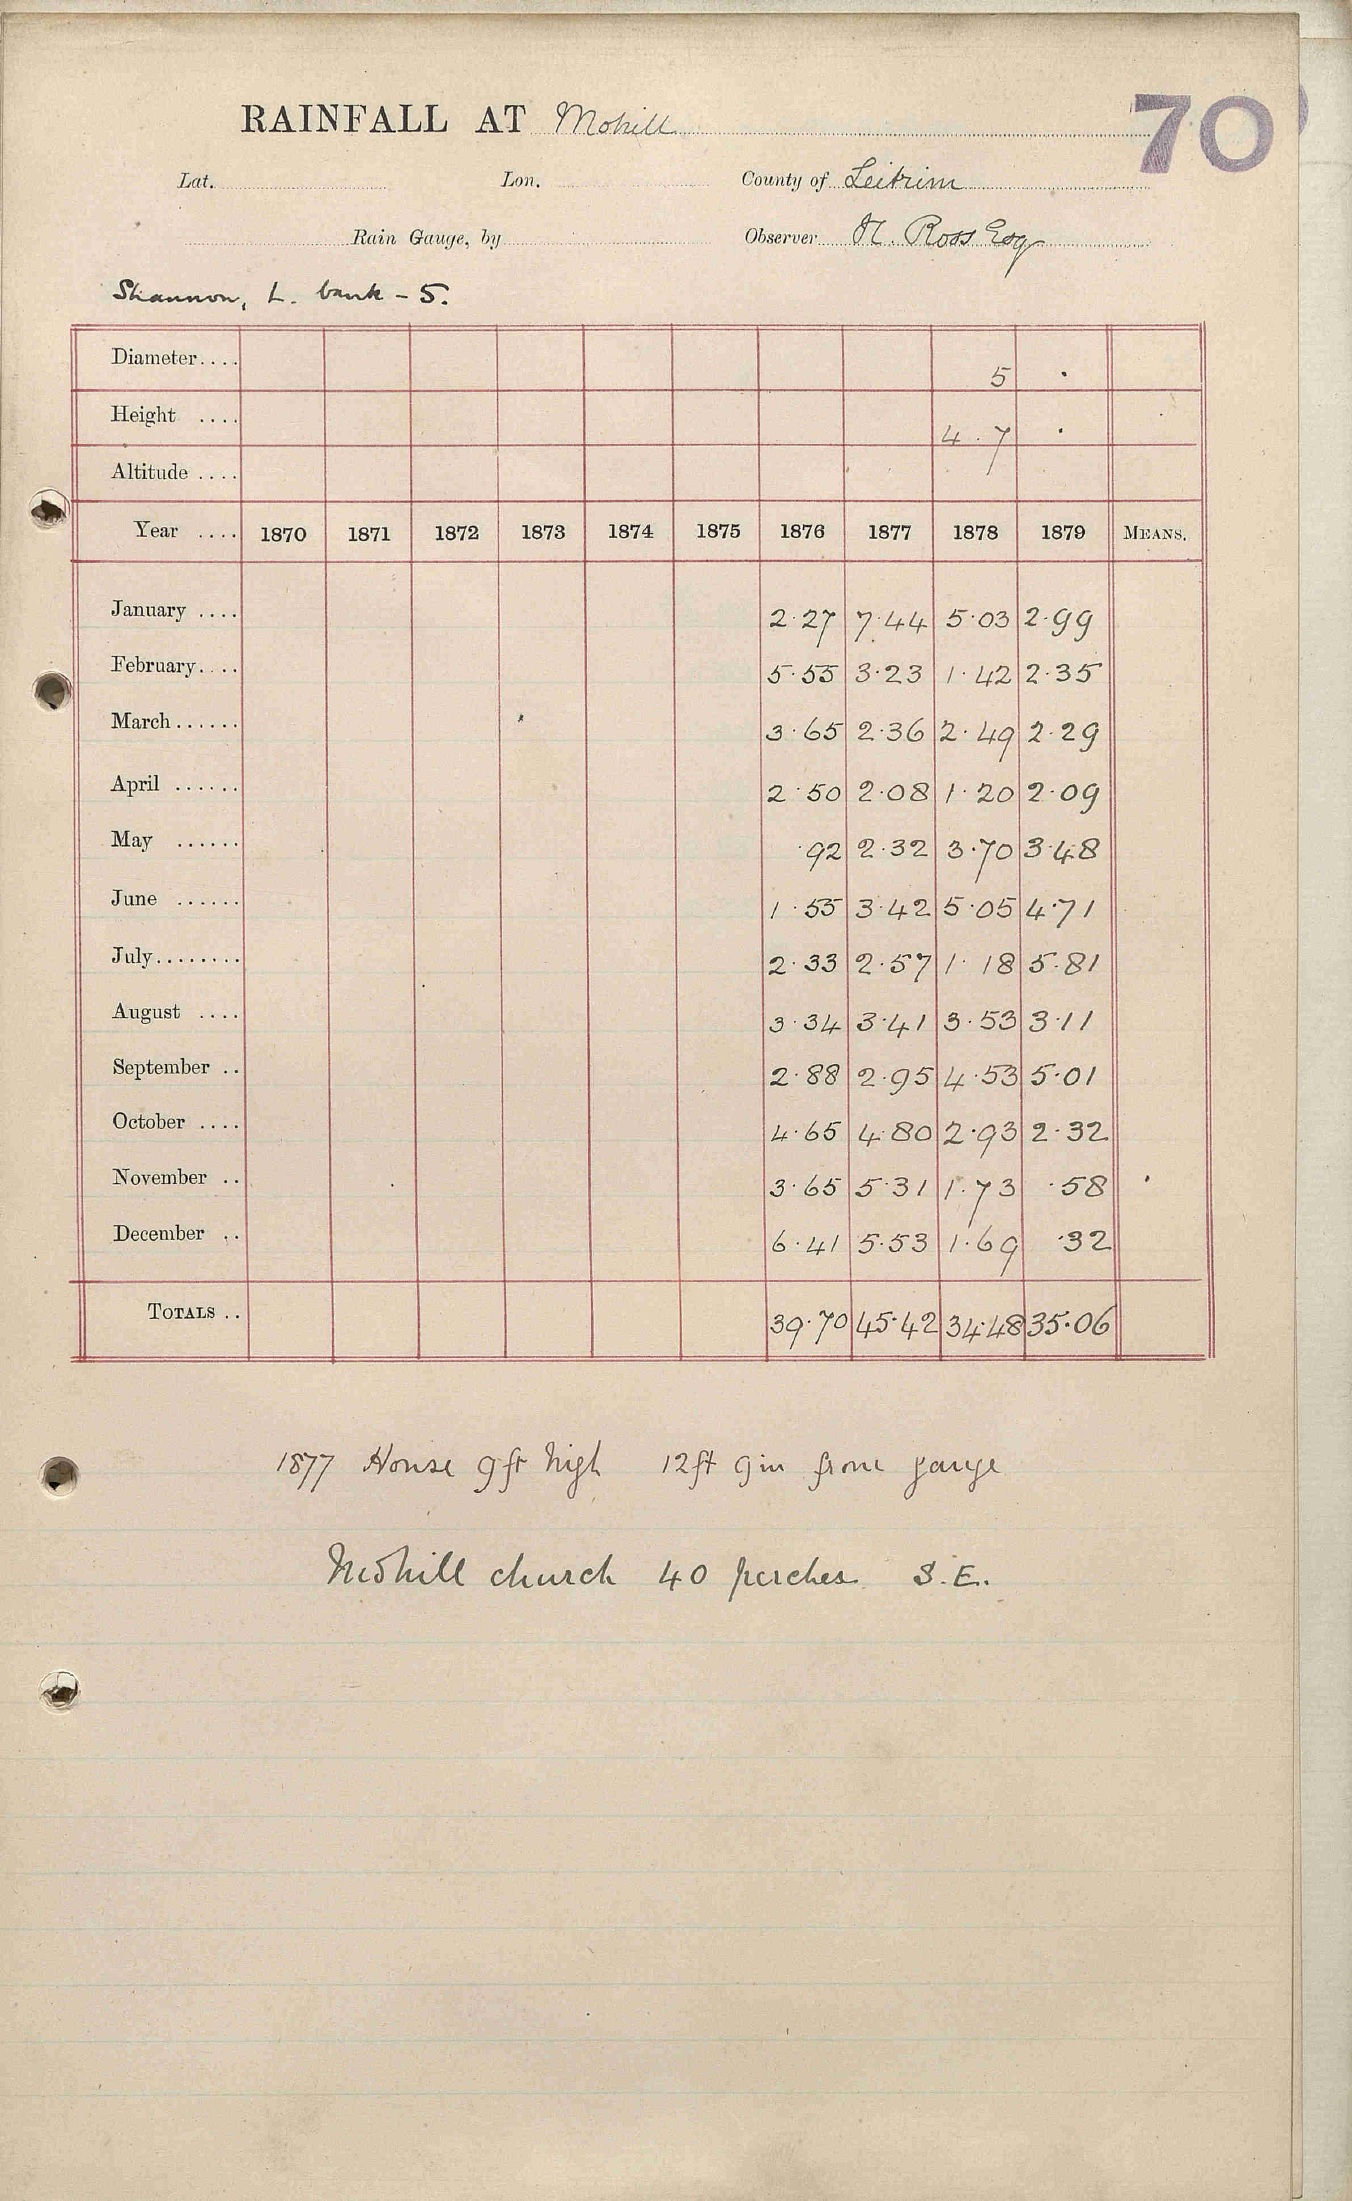 RAINFALL AT Mohill 70
Lat. Lon. County of Leitrim
Rain Gauge, by Observer Ross Esq
Shannon, L. bank - 5.
Diameter.... 5 .
Height .... 4 . 7 .
Altitude ....
Year .... 1870 1871 1872 1873 1874 1875 1876 1877 1878 1879 MEANS.
January .... 2.27 7.44 5.03 2.99
February.... 5.55 3.23 1.42 2.35
March...... 3.65 2.36 2.49 2.29
April ...... 2.50 2.08 1.20 2.09
May ...... .92 2.32 3.70 3.48
June ...... 1.55 3.42 5.05 4.71
July........ 2.33 2.57 1.18 5.81
August .... 3.34 3.41 3.53 3.11
September .. 2.88 2.95 4.53 5.01
October .... 4.65 4.80 2.93 2.32
November .. 3.65 5.31 1.73 .58
December .. 6.41 5.53 1.69 .32
TOTALS .. 39.70 45.42 34.48 35.06
1877 House 9ft high 12ft 9in from gauge
Mohill church 40 perches S.E.